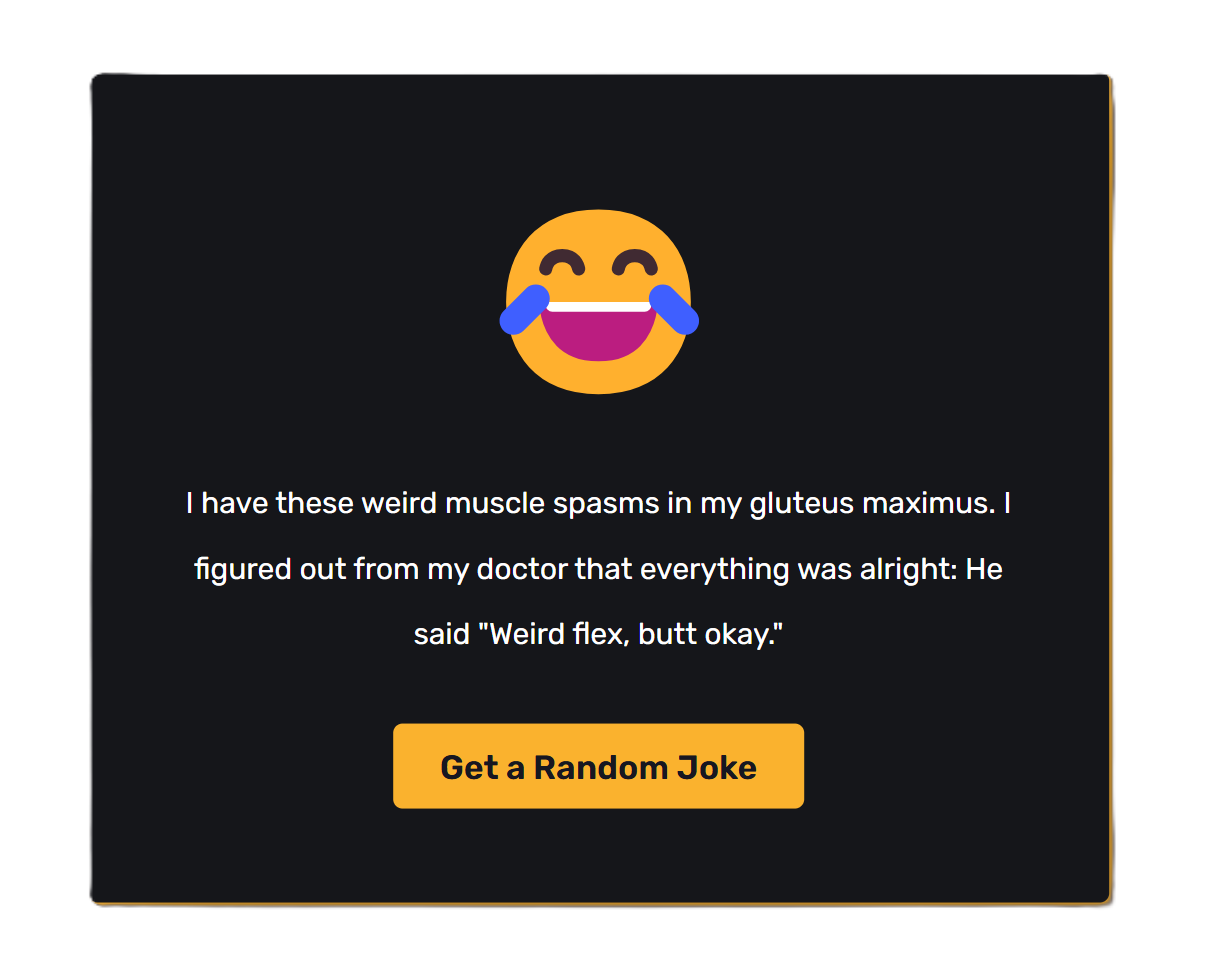 I have these weird muscle spasms in my gluteus maximus. I
figured out from my doctor that everything was alright: He
said "Weird flex, butt okay."
Get a Random Joke